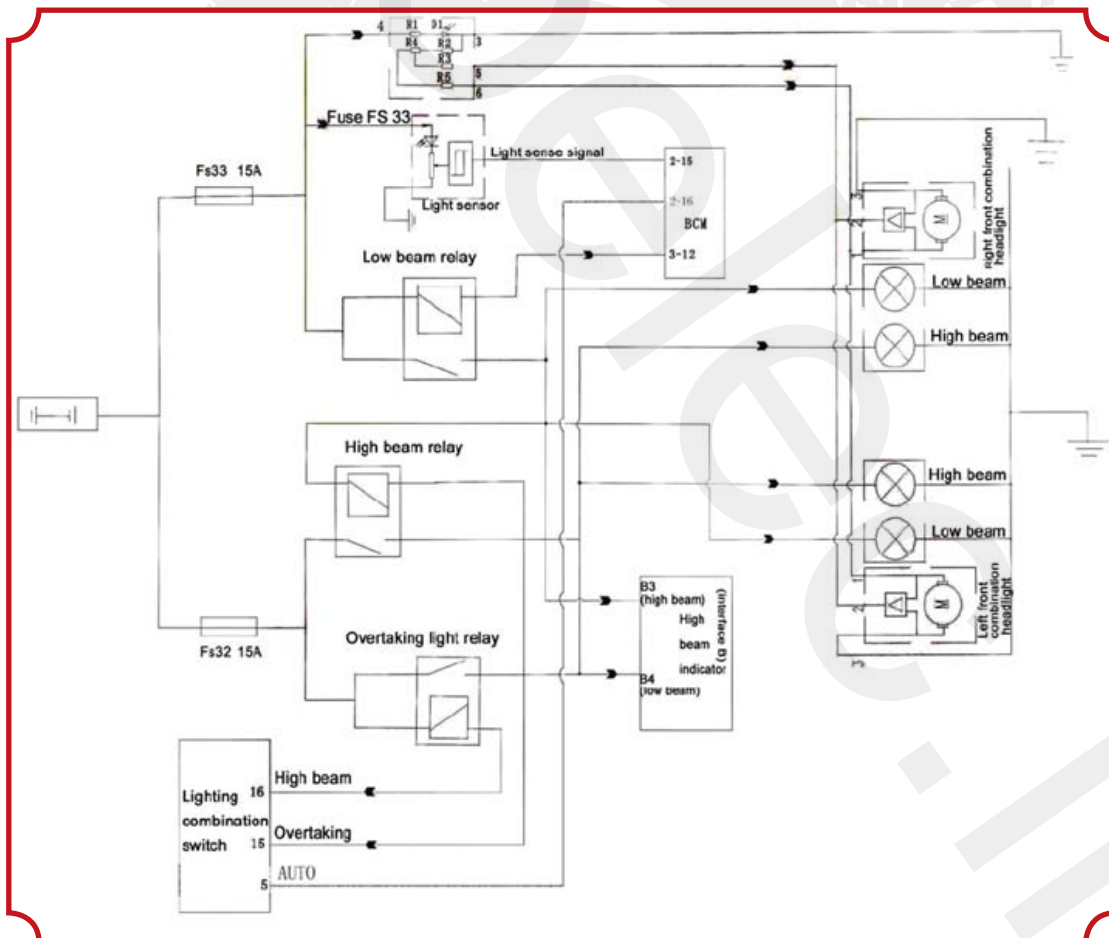 4
R1
D1
3
R4
R2
R3
5
R5
6
Fuse FS 33
Light sense signal
2-15
2-16
BCM
3-12
Light sensor
Fs33 15A
Low beam relay
3
2
1
M
Right front combination
headlight
Low beam
High beam
High beam relay
High beam
Low beam
1
2
3
M
Left front
combination
headlight
B3
(high beam)
High
beam
indicator
B4
(low beam)
(Interface B)
Fs32 15A
Overtaking light relay
Lighting
combination
switch
16
High beam
15
Overtaking
5
AUTO